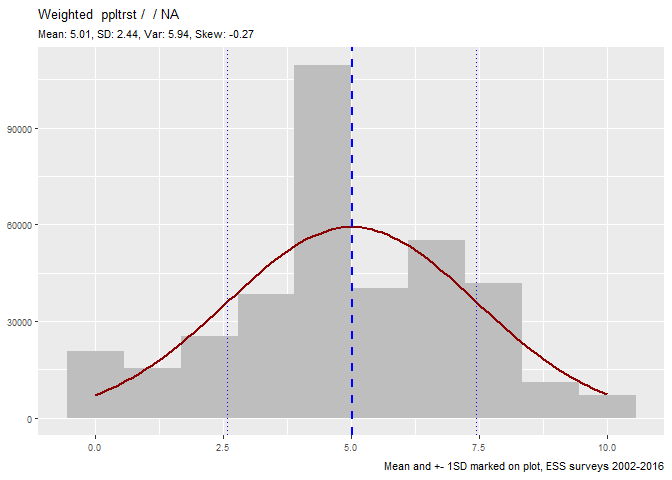 Weighted  ppltrst /  / NA
Mean: 5.01, SD: 2.44, Var: 5.94, Skew: -0.27
90000
60000
30000
0
0.0 2.5 5.0 7.5 10.0
Mean and +- 1SD marked on plot, ESS surveys 2002-2016